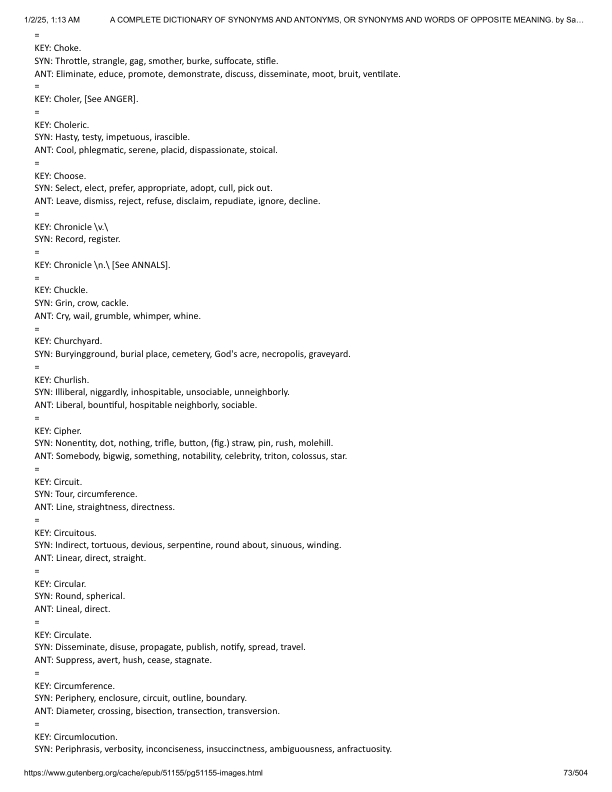 1/2/25, 1:13 AM A COMPLETE DICTIONARY OF SYNONYMS AND ANTONYMS, OR SYNONYMS AND WORDS OF OPPOSITE MEANING. by Sa…
=
KEY: Choke.
SYN: Throttle, strangle, gag, smother, burke, suffocate, stifle.
ANT: Eliminate, educe, promote, demonstrate, discuss, disseminate, moot, bruit, ventilate.
=
KEY: Choler, [See ANGER].
=
KEY: Choleric.
SYN: Hasty, testy, impetuous, irascible.
ANT: Cool, phlegmatic, serene, placid, dispassionate, stoical.
=
KEY: Choose.
SYN: Select, elect, prefer, appropriate, adopt, cull, pick out.
ANT: Leave, dismiss, reject, refuse, disclaim, repudiate, ignore, decline.
=
KEY: Chronicle \v.\
SYN: Record, register.
=
KEY: Chronicle \n.\ [See ANNALS].
=
KEY: Chuckle.
SYN: Grin, crow, cackle.
ANT: Cry, wail, grumble, whimper, whine.
=
KEY: Churchyard.
SYN: Buryingground, burial place, cemetery, God's acre, necropolis, graveyard.
=
KEY: Churlish.
SYN: Illiberal, niggardly, inhospitable, unsociable, unneighborly.
ANT: Liberal, bountiful, hospitable neighborly, sociable.
=
KEY: Cipher.
SYN: Nonentity, dot, nothing, trifle, button, (fig.) straw, pin, rush, molehill.
ANT: Somebody, bigwig, something, notability, celebrity, triton, colossus, star.
=
KEY: Circuit.
SYN: Tour, circumference.
ANT: Line, straightness, directness.
=
KEY: Circuitous.
SYN: Indirect, tortuous, devious, serpentine, round about, sinuous, winding.
ANT: Linear, direct, straight.
=
KEY: Circular.
SYN: Round, spherical.
ANT: Lineal, direct.
=
KEY: Circulate.
SYN: Disseminate, disuse, propagate, publish, notify, spread, travel.
ANT: Suppress, avert, hush, cease, stagnate.
=
KEY: Circumference.
SYN: Periphery, enclosure, circuit, outline, boundary.
ANT: Diameter, crossing, bisection, transection, transversion.
=
KEY: Circumlocution.
SYN: Periphrasis, verbosity, inconciseness, insuccinctness, ambiguousness, anfractuosity.
https://www.gutenberg.org/cache/epub/51155/pg51155-images.html 73/504